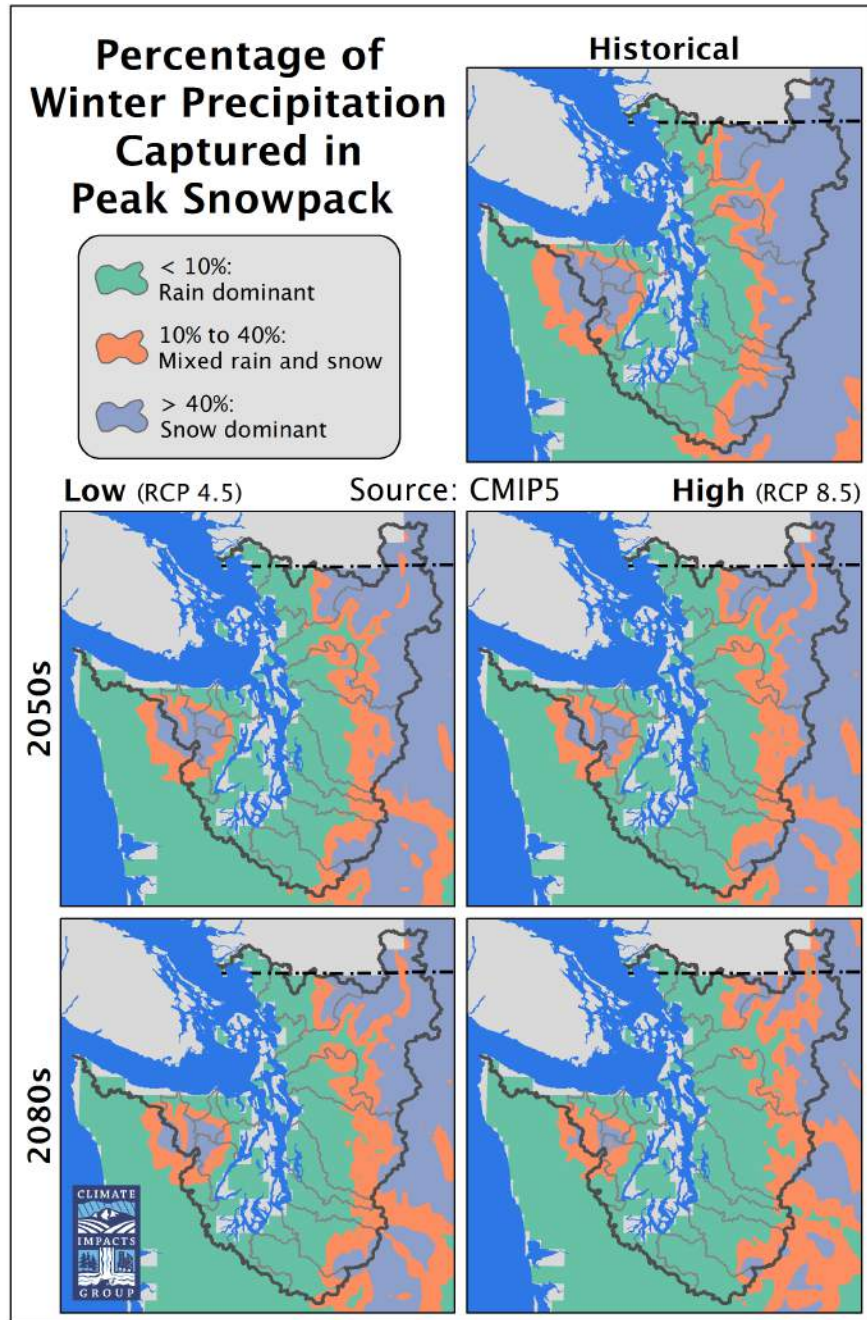 Percentage of
Winter Precipitation
Captured in
Peak Snowpack
Historical
< 10%:
Rain dominant
10% to 40%:
Mixed rain and snow
> 40%:
Snow dominant
Low (RCP 4.5) Source: CMIP5 High (RCP 8.5)
2050s
2080s
CLIMATE
IMPACTS
GROUP